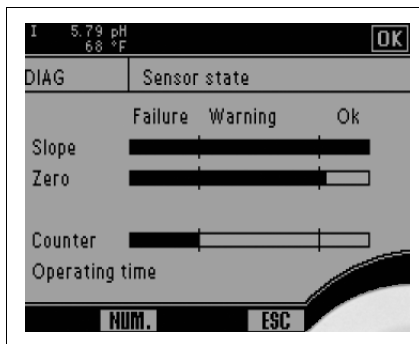 I 5.79 pH
68 °F
OK
DIAG Sensor state
Failure Warning Ok
Slope
Zero
Counter
Operating time
NUM. ESC